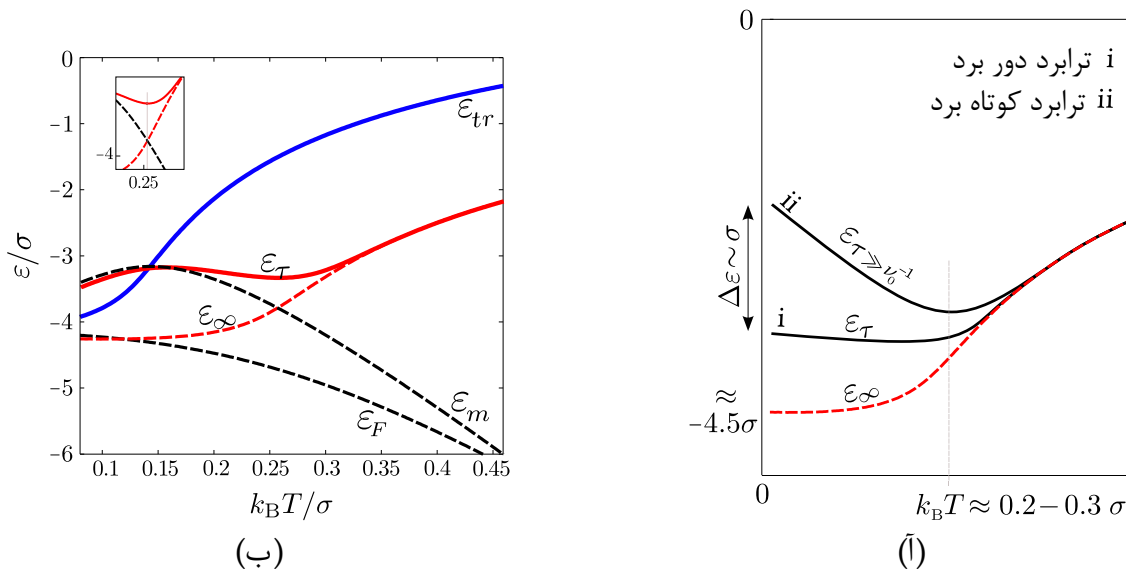 0
−1
−2
−3
−4
−5
−6
ε/σ
−4
0.25
ε_tr
ε_τ
ε_∞
ε_m
ε_F
0.1 0.15 0.2 0.25 0.3 0.35 0.4 0.45
k_B T/σ
(ب)
0
i ترابرد دور برد
ii ترابرد کوتاه برد
ii
ε_τ≫ν₀⁻¹
Δε∼σ
i
ε_τ
ε_∞
≈
−4.5σ
0
k_B T ≈ 0.2 − 0.3 σ
(آ)